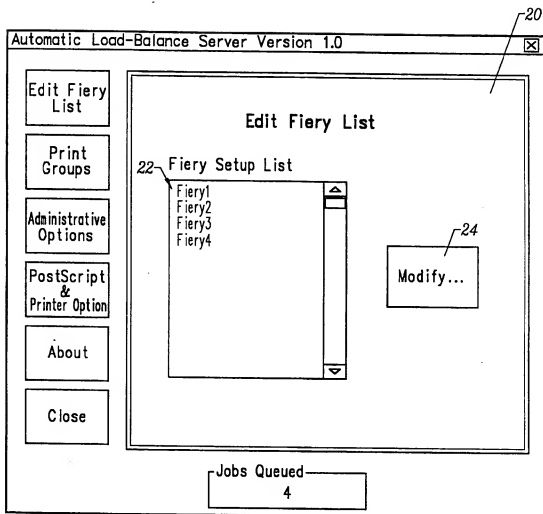 20
Automatic Load-Balance Server Version 1.0
Edit Fiery
List
Print
Groups
Administrative
Options
PostScript
&
Printer Option
About
Close
Edit Fiery List
22
Fiery Setup List
Fiery1
Fiery2
Fiery3
Fiery4
24
Modify...
Jobs Queued
4